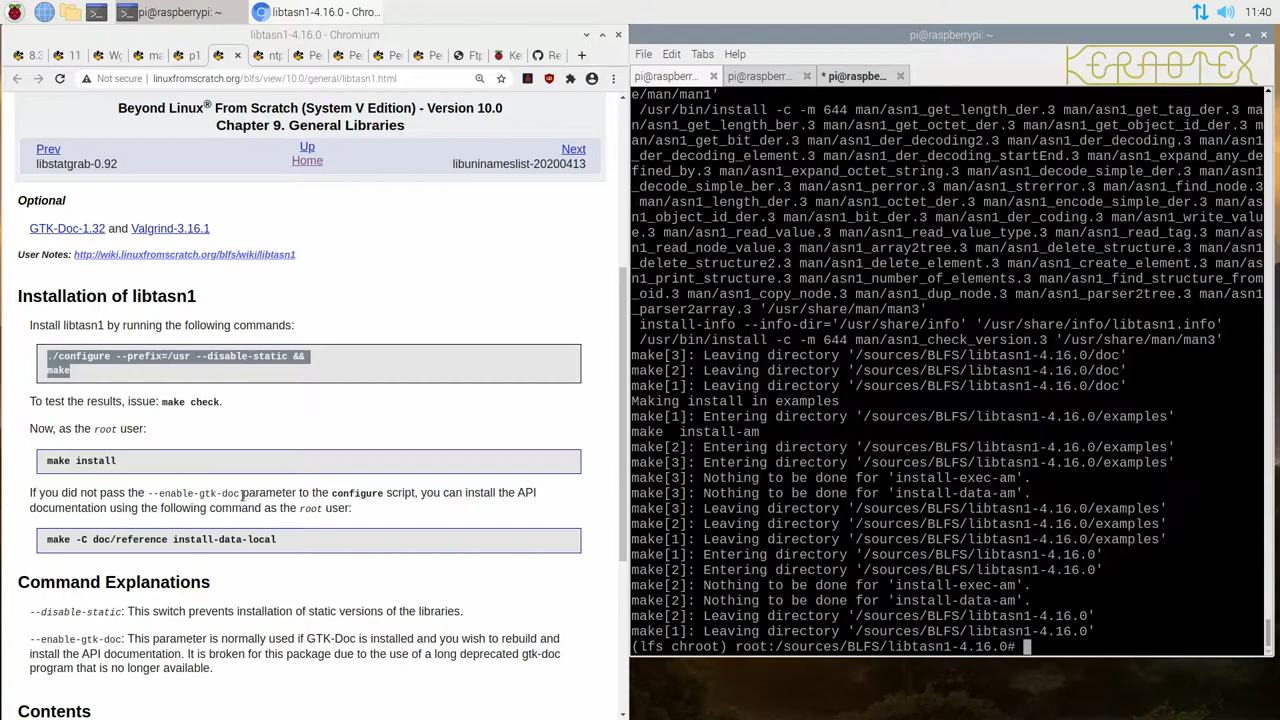 pi@raspberrypi: ~
libtasn1-4.16.0 - Chro...
11:40
libtasn1-4.16.0 - Chromium
8.3
11
Wg
ma
p1
ntp
Pe
Pe
Pe
Pe
Ftp
Ke
Re
Not secure | linuxfromscratch.org/blfs/view/10.0/general/libtasn1.html
Beyond Linux® From Scratch (System V Edition) - Version 10.0
Chapter 9. General Libraries
Prev
Up
Next
libstatgrab-0.92
Home
libuninameslist-20200413
Optional
GTK-Doc-1.32 and Valgrind-3.16.1
User Notes: http://wiki.linuxfromscratch.org/blfs/wiki/libtasn1
Installation of libtasn1
Install libtasn1 by running the following commands:
./configure --prefix=/usr --disable-static &&
make
To test the results, issue: make check.
Now, as the root user:
make install
If you did not pass the --enable-gtk-doc parameter to the configure script, you can install the API
documentation using the following command as the root user:
make -C doc/reference install-data-local
Command Explanations
--disable-static: This switch prevents installation of static versions of the libraries.
--enable-gtk-doc: This parameter is normally used if GTK-Doc is installed and you wish to rebuild and
install the API documentation. It is broken for this package due to the use of a long deprecated gtk-doc
program that is no longer available.
Contents
pi@raspberrypi: ~
File Edit Tabs Help
KEROOTEX
pi@raspberr...
pi@raspberr...
* pi@raspbe...
e/man/man1'
/usr/bin/install -c -m 644 man/asn1_get_length_der.3 man/asn1_get_tag_der.3 m
an/asn1_get_length_ber.3 man/asn1_get_octet_der.3 man/asn1_get_object_id_der.3 m
an/asn1_get_bit_der.3 man/asn1_der_decoding2.3 man/asn1_der_decoding.3 man/asn1
_der_decoding_element.3 man/asn1_der_decoding_startEnd.3 man/asn1_expand_any_de
fined_by.3 man/asn1_expand_octet_string.3 man/asn1_decode_simple_der.3 man/asn1
_decode_simple_ber.3 man/asn1_perror.3 man/asn1_strerror.3 man/asn1_find_node.3
man/asn1_length_der.3 man/asn1_octet_der.3 man/asn1_encode_simple_der.3 man/as
n1_object_id_der.3 man/asn1_bit_der.3 man/asn1_der_coding.3 man/asn1_write_valu
e.3 man/asn1_read_value.3 man/asn1_read_value_type.3 man/asn1_read_tag.3 man/as
n1_read_node_value.3 man/asn1_array2tree.3 man/asn1_delete_structure.3 man/asn1
_delete_structure2.3 man/asn1_delete_element.3 man/asn1_create_element.3 man/as
n1_print_structure.3 man/asn1_number_of_elements.3 man/asn1_find_structure_from
_oid.3 man/asn1_copy_node.3 man/asn1_dup_node.3 man/asn1_parser2tree.3 man/asn1
_parser2array.3 '/usr/share/man/man3'
install-info --info-dir='/usr/share/info' '/usr/share/info/libtasn1.info'
/usr/bin/install -c -m 644 man/asn1_check_version.3 '/usr/share/man/man3'
make[3]: Leaving directory '/sources/BLFS/libtasn1-4.16.0/doc'
make[2]: Leaving directory '/sources/BLFS/libtasn1-4.16.0/doc'
make[1]: Leaving directory '/sources/BLFS/libtasn1-4.16.0/doc'
Making install in examples
make[1]: Entering directory '/sources/BLFS/libtasn1-4.16.0/examples'
make  install-am
make[2]: Entering directory '/sources/BLFS/libtasn1-4.16.0/examples'
make[3]: Entering directory '/sources/BLFS/libtasn1-4.16.0/examples'
make[3]: Nothing to be done for 'install-exec-am'.
make[3]: Nothing to be done for 'install-data-am'.
make[3]: Leaving directory '/sources/BLFS/libtasn1-4.16.0/examples'
make[2]: Leaving directory '/sources/BLFS/libtasn1-4.16.0/examples'
make[1]: Leaving directory '/sources/BLFS/libtasn1-4.16.0/examples'
make[1]: Entering directory '/sources/BLFS/libtasn1-4.16.0'
make[2]: Entering directory '/sources/BLFS/libtasn1-4.16.0'
make[2]: Nothing to be done for 'install-exec-am'.
make[2]: Nothing to be done for 'install-data-am'.
make[2]: Leaving directory '/sources/BLFS/libtasn1-4.16.0'
make[1]: Leaving directory '/sources/BLFS/libtasn1-4.16.0'
(lfs chroot) root:/sources/BLFS/libtasn1-4.16.0#